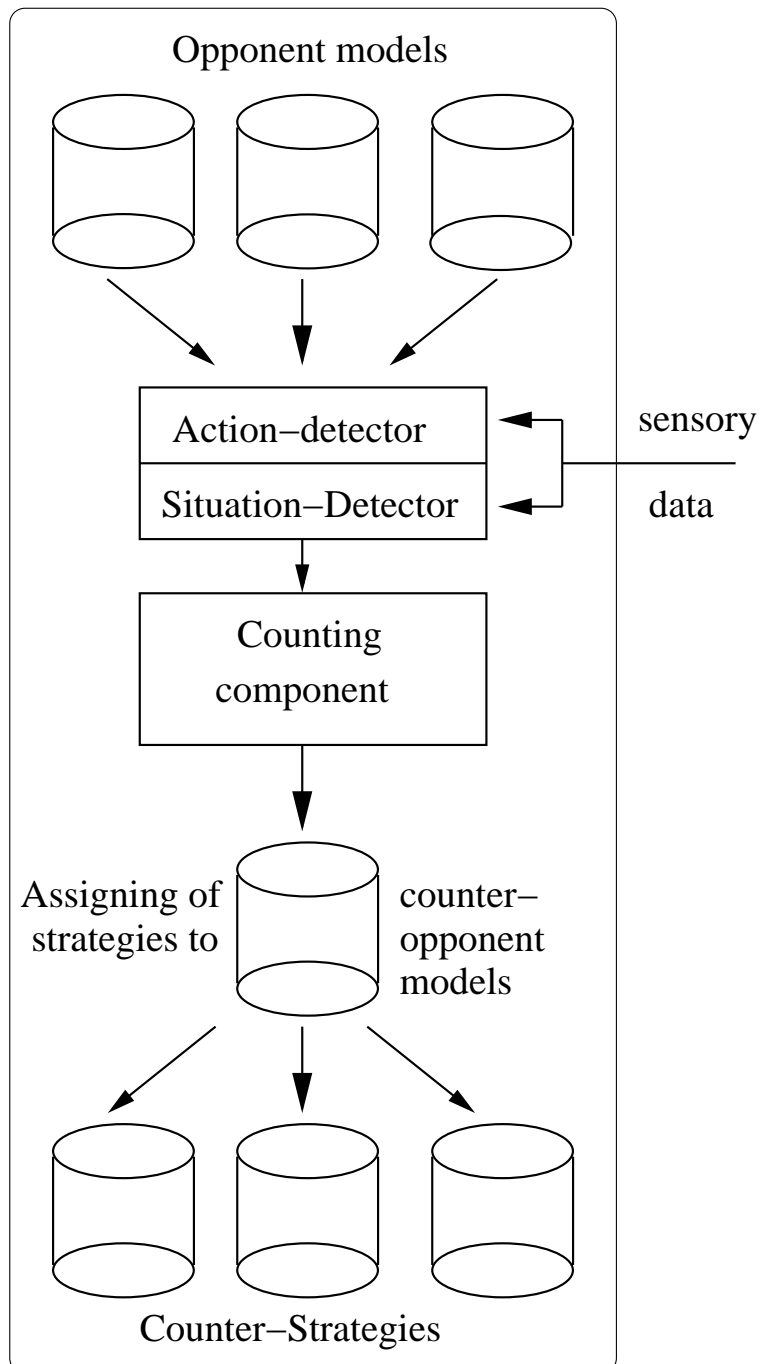 Opponent models
Action−detector
sensory
Situation−Detector
data
Counting
component
Assigning of
strategies to
counter−
opponent
models
Counter−Strategies